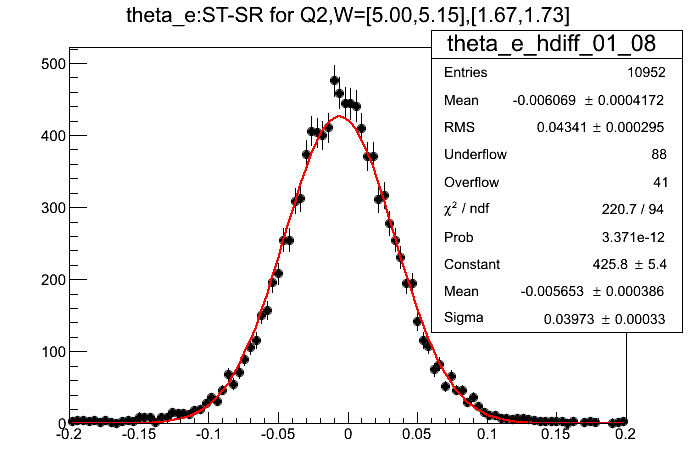 theta_e:ST-SR for Q2,W=[5.00,5.15],[1.67,1.73]
theta_e_hdiff_01_08
Entries 10952
Mean -0.006069 ± 0.0004172
RMS 0.04341 ± 0.000295
Underflow 88
Overflow 41
χ² / ndf 220.7 / 94
Prob 3.371e-12
Constant 425.8 ± 5.4
Mean -0.005653 ± 0.000386
Sigma 0.03973 ± 0.00033
500
400
300
200
100
0
-0.2 -0.15 -0.1 -0.05 0 0.05 0.1 0.15 0.2